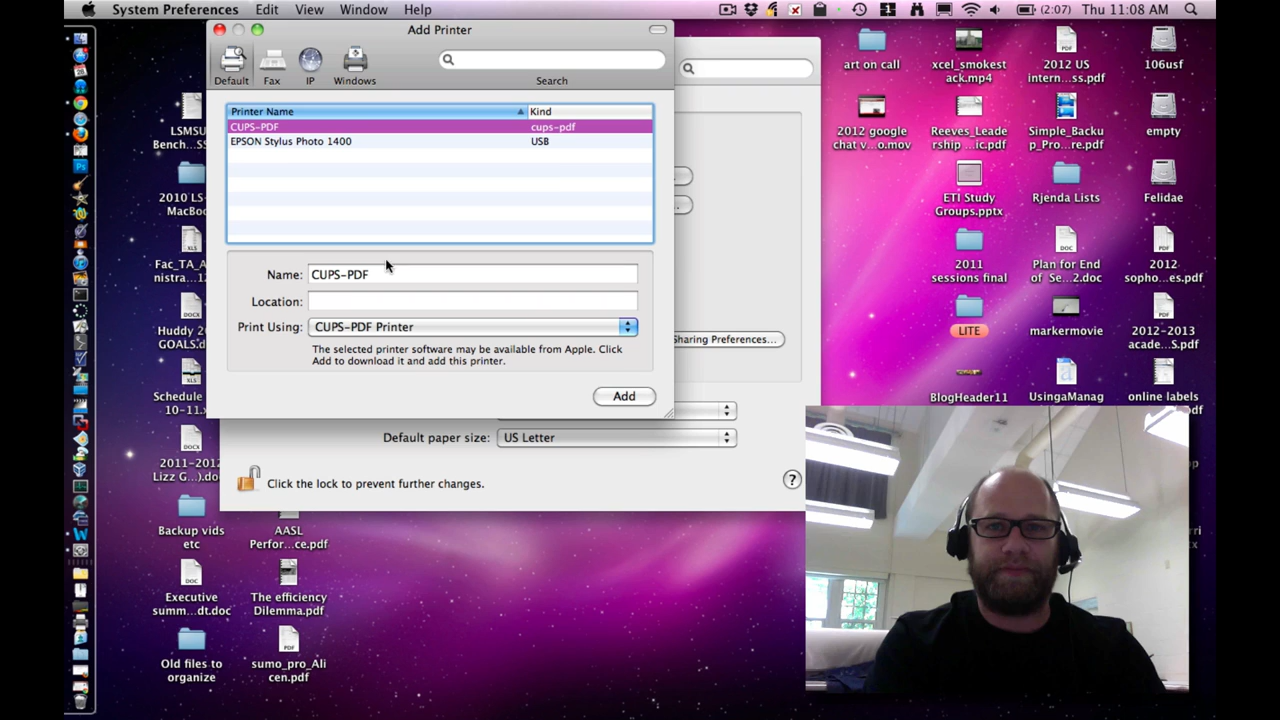 System Preferences Edit View Window Help
(2:07) Thu 11:08 AM
Add Printer
Default Fax IP Windows
Search
Printer Name Kind
CUPS-PDF cups-pdf
EPSON Stylus Photo 1400 USB
Name: CUPS-PDF
Location:
Print Using: CUPS-PDF Printer
The selected printer software may be available from Apple. Click
Add to download it and add this printer.
Add
Sharing Preferences...
Default paper size: US Letter
Click the lock to prevent further changes.
?
LSMSU
Bench...SS
2010 LS-
MacBo
Fac_TA_A
nistra...12
Huddy 20
GOALS.do
Schedule
10-11.x
2011-2012
Lizz G...).doc
Backup vids
etc
AASL
Perfor...ce.pdf
Executive
summ...dt.doc
The efficiency
Dilemma.pdf
Old files to
organize
sumo_pro_Ali
cen.pdf
art on call
xcel_smokest
ack.mp4
2012 US
intern...ss.pdf
106usf
2012 google
chat v...o.mov
Reeves_Leade
rship ...ic.pdf
Simple_Backu
p_Pro...re.pdf
empty
ETI Study
Groups.pptx
Rjenda Lists
Felidae
2011
sessions final
Plan for End
of Se...2.doc
2012
sopho...es.pdf
LITE
markermovie
2012-2013
acade...S.pdf
BlogHeader11
UsingaManag
online labels